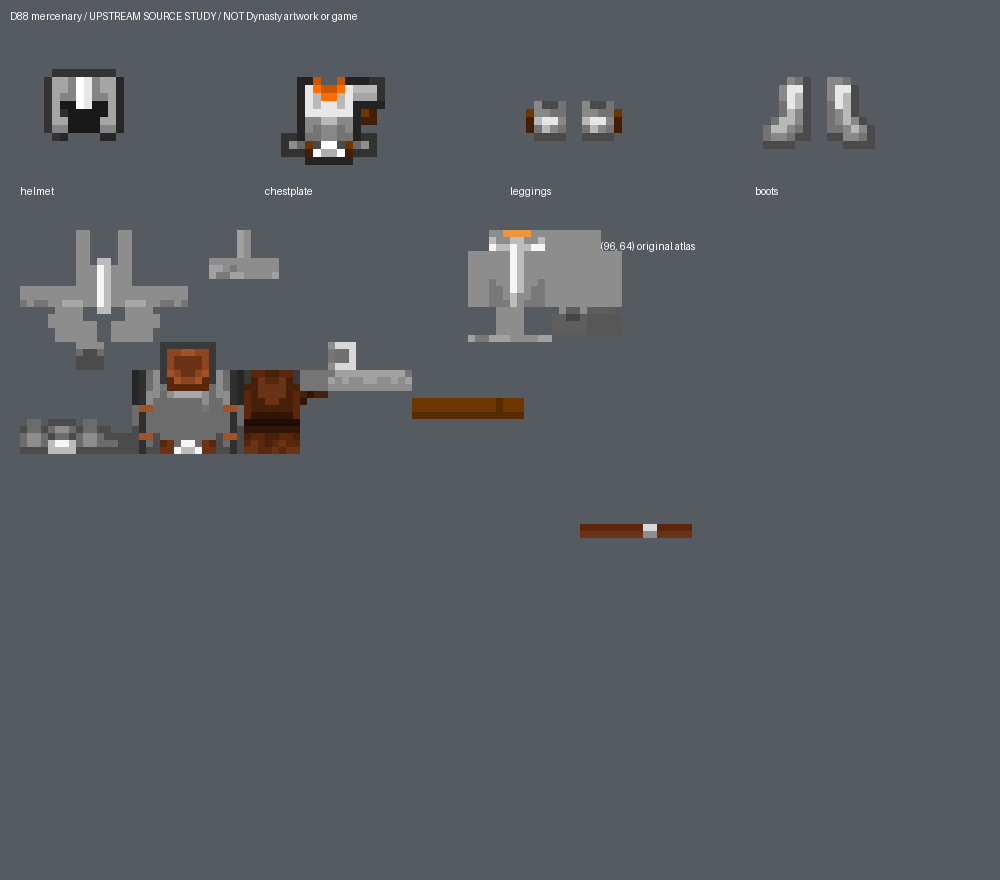 D88 mercenary / UPSTREAM SOURCE STUDY / NOT Dynasty artwork or game
helmet
chestplate
leggings
boots
(96, 64) original atlas